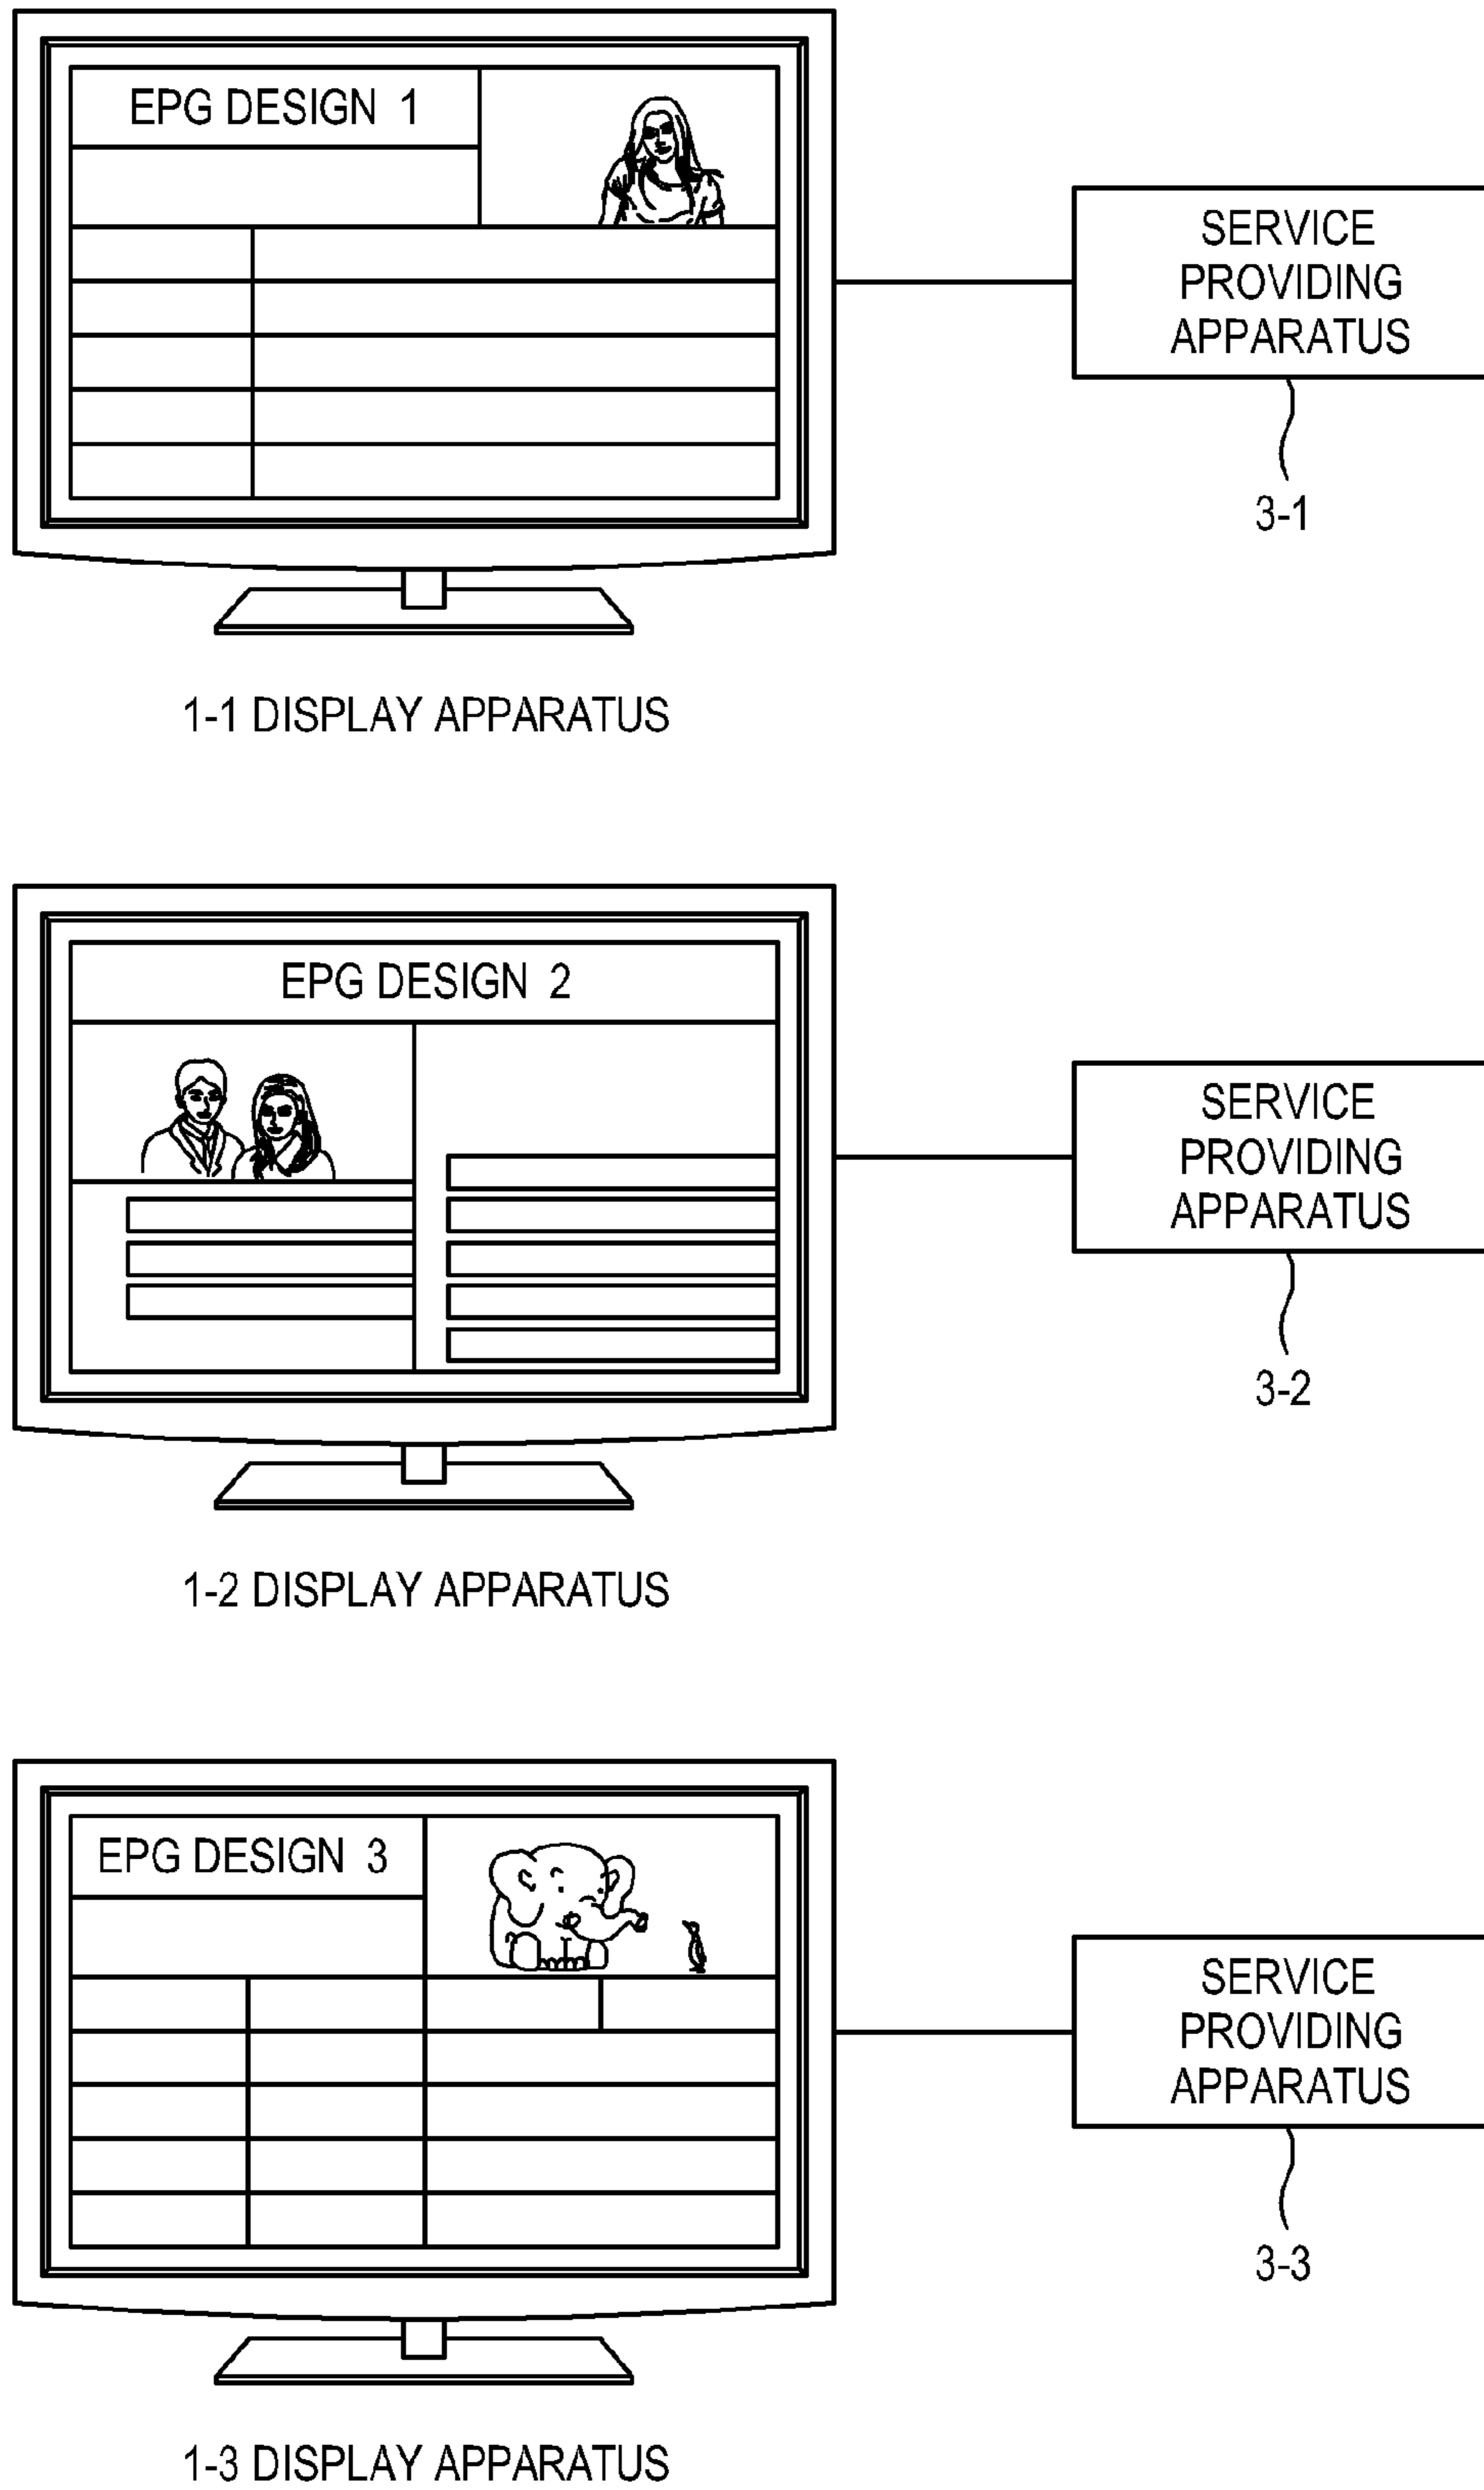 EPG DESIGN 1
SERVICE
PROVIDING
APPARATUS
3-1
1-1 DISPLAY APPARATUS
EPG DESIGN 2
SERVICE
PROVIDING
APPARATUS
3-2
1-2 DISPLAY APPARATUS
EPG DESIGN 3
SERVICE
PROVIDING
APPARATUS
3-3
1-3 DISPLAY APPARATUS